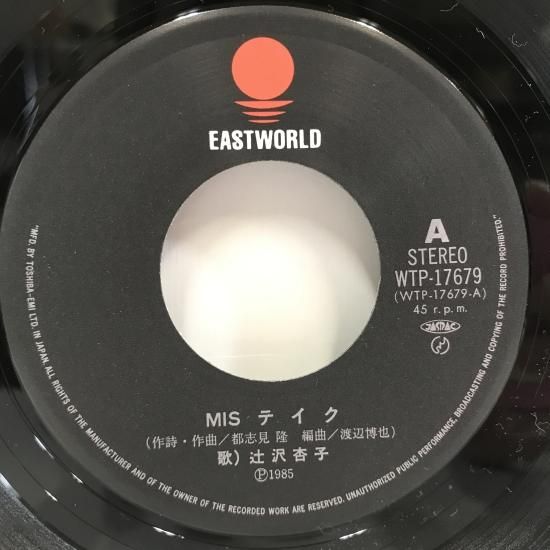 EASTWORLD
A
STEREO
WTP-17679
(WTP-17679-A)
45 r.p.m.
JASRAC
MIS テイク
(作詩・作曲／都志見 隆 編曲／渡辺博也)
歌) 辻沢杏子
Ⓟ1985
"MFD. BY TOSHIBA-EMI LTD. IN JAPAN. ALL RIGHTS OF THE MANUFACTURER AND OF THE OWNER OF THE RECORDED WORK ARE RESERVED. UNAUTHORIZED PUBLIC PERFORMANCE, BROADCASTING AND COPYING OF THE RECORD PROHIBITED."